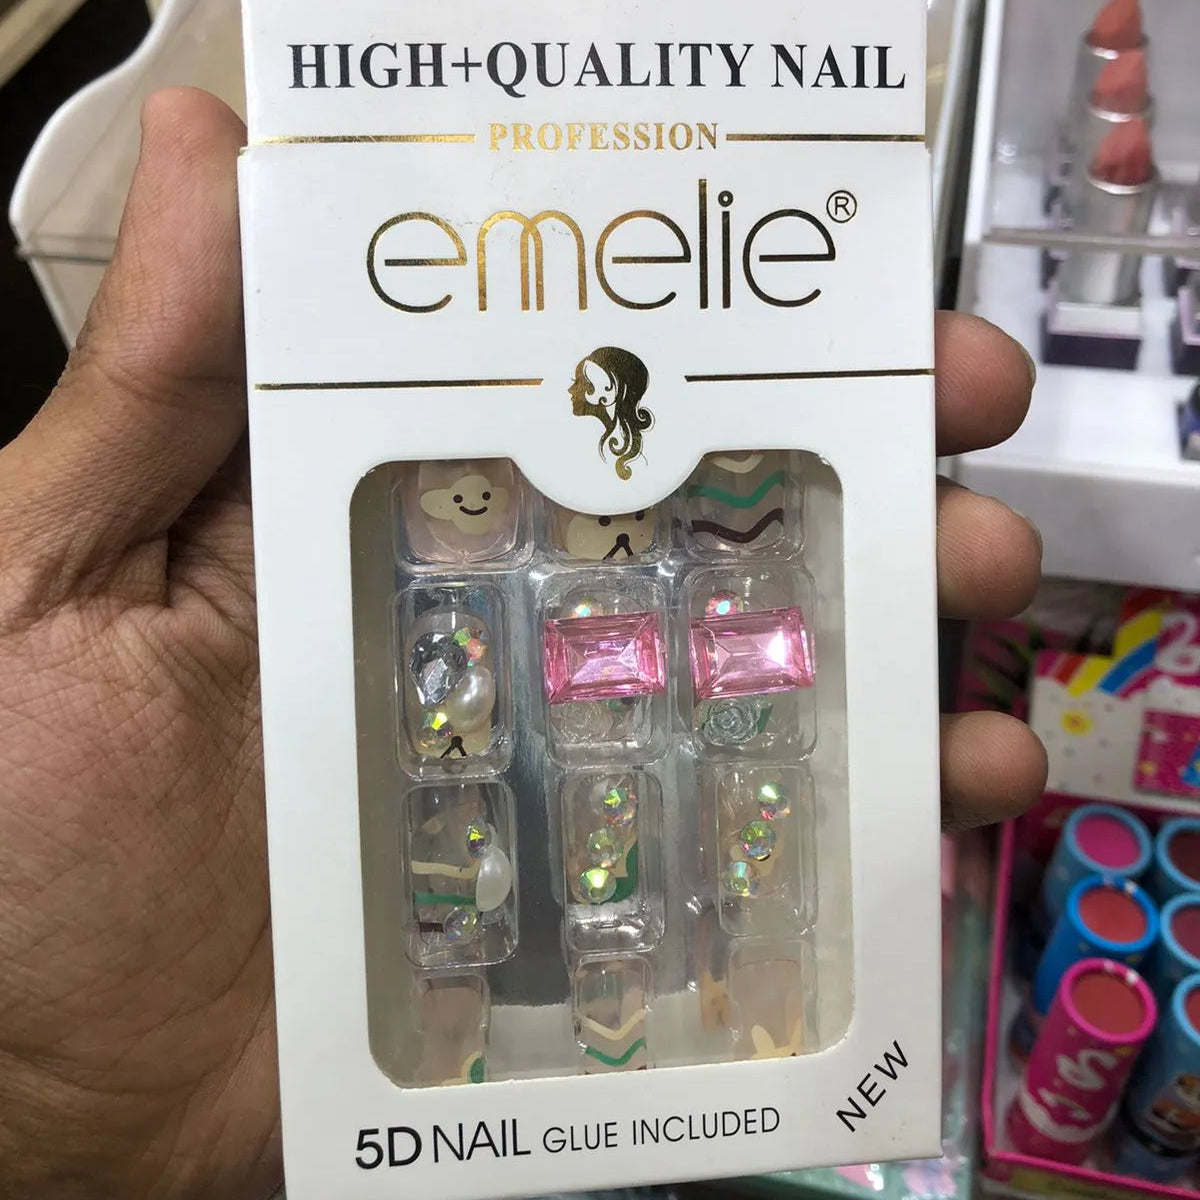 HIGH+QUALITY NAIL
PROFESSION
emelie®
5D NAIL GLUE INCLUDED
NEW